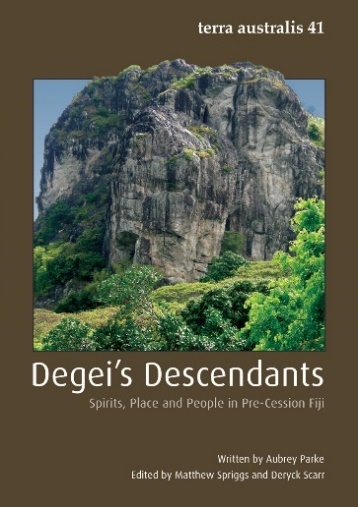 terra australis 41
Degei's Descendants
Spirits, Place and People in Pre-Cession Fiji
Written by Aubrey Parke
Edited by Matthew Spriggs and Deryck Scarr